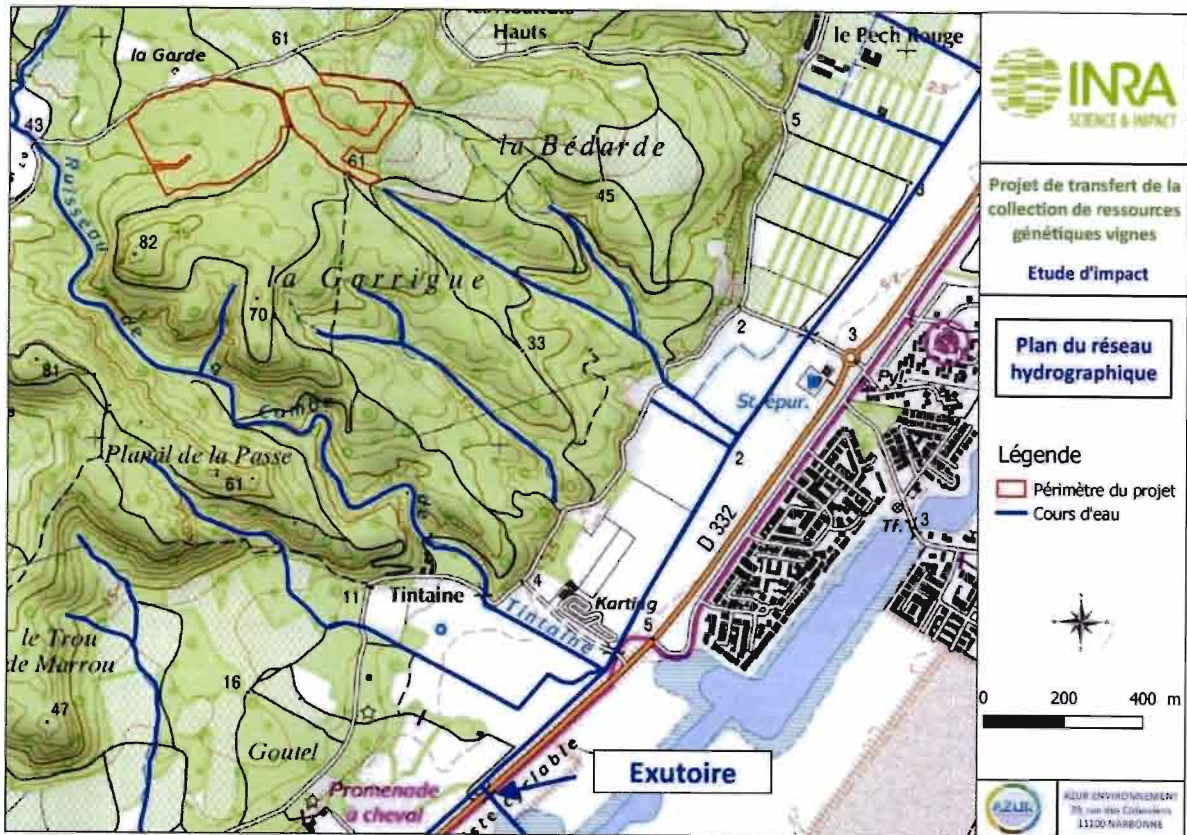 Hauts
le Pech Rouge
la Garde
61
43
5
la Bédarde
61
45
Ruisseau
82
la Garrigue
70
33
2
3
3
de
la
Combe
81
Planal de la Passe
61
St. épur.
2
D 332
Tf.
3
de
Tintaine
11
Tintaine
4
Karting
5
le Trou
de Marrou
47
16
Goutel
Promenade
à cheval
Piste cyclable
Exutoire
INRA
SCIENCE & IMPACT
Projet de transfert de la
collection de ressources
génétiques vignes
Etude d'impact
Plan du réseau
hydrographique
Légende
Périmètre du projet
Cours d'eau
0 200 400 m
AZUR
AZUR ENVIRONNEMENT
11100 NARBONNE